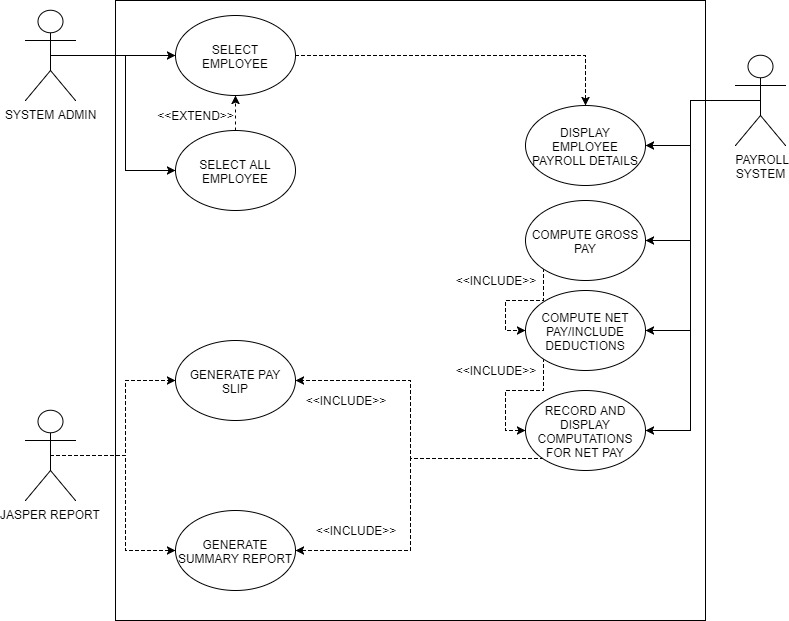 SELECT
EMPLOYEE
SYSTEM ADMIN
<<EXTEND>>
SELECT ALL
EMPLOYEE
DISPLAY
EMPLOYEE
PAYROLL DETAILS
PAYROLL
SYSTEM
COMPUTE GROSS
PAY
<<INCLUDE>>
COMPUTE NET
PAY/INCLUDE
DEDUCTIONS
<<INCLUDE>>
GENERATE PAY
SLIP
<<INCLUDE>>
RECORD AND
DISPLAY
COMPUTATIONS
FOR NET PAY
JASPER REPORT
<<INCLUDE>>
GENERATE
SUMMARY REPORT